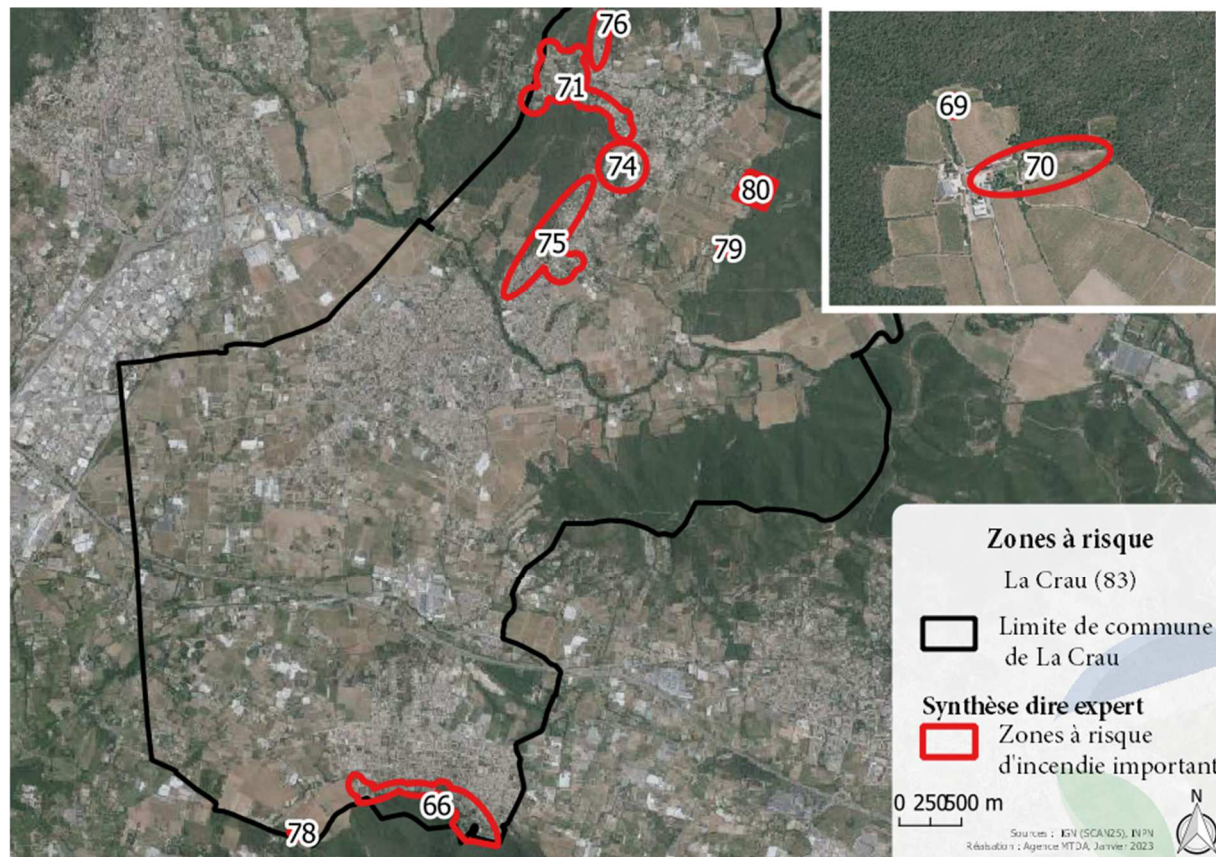 76
71
74
80
75
79
69
70
66
78
Zones à risque
La Crau (83)
Limite de commune
de La Crau
Synthèse dire expert
Zones à risque
d'incendie important
0 250500 m
N
Sources : IGN (SCAN25), INPN
Réalisation : Agence MTDA, Janvier 2023